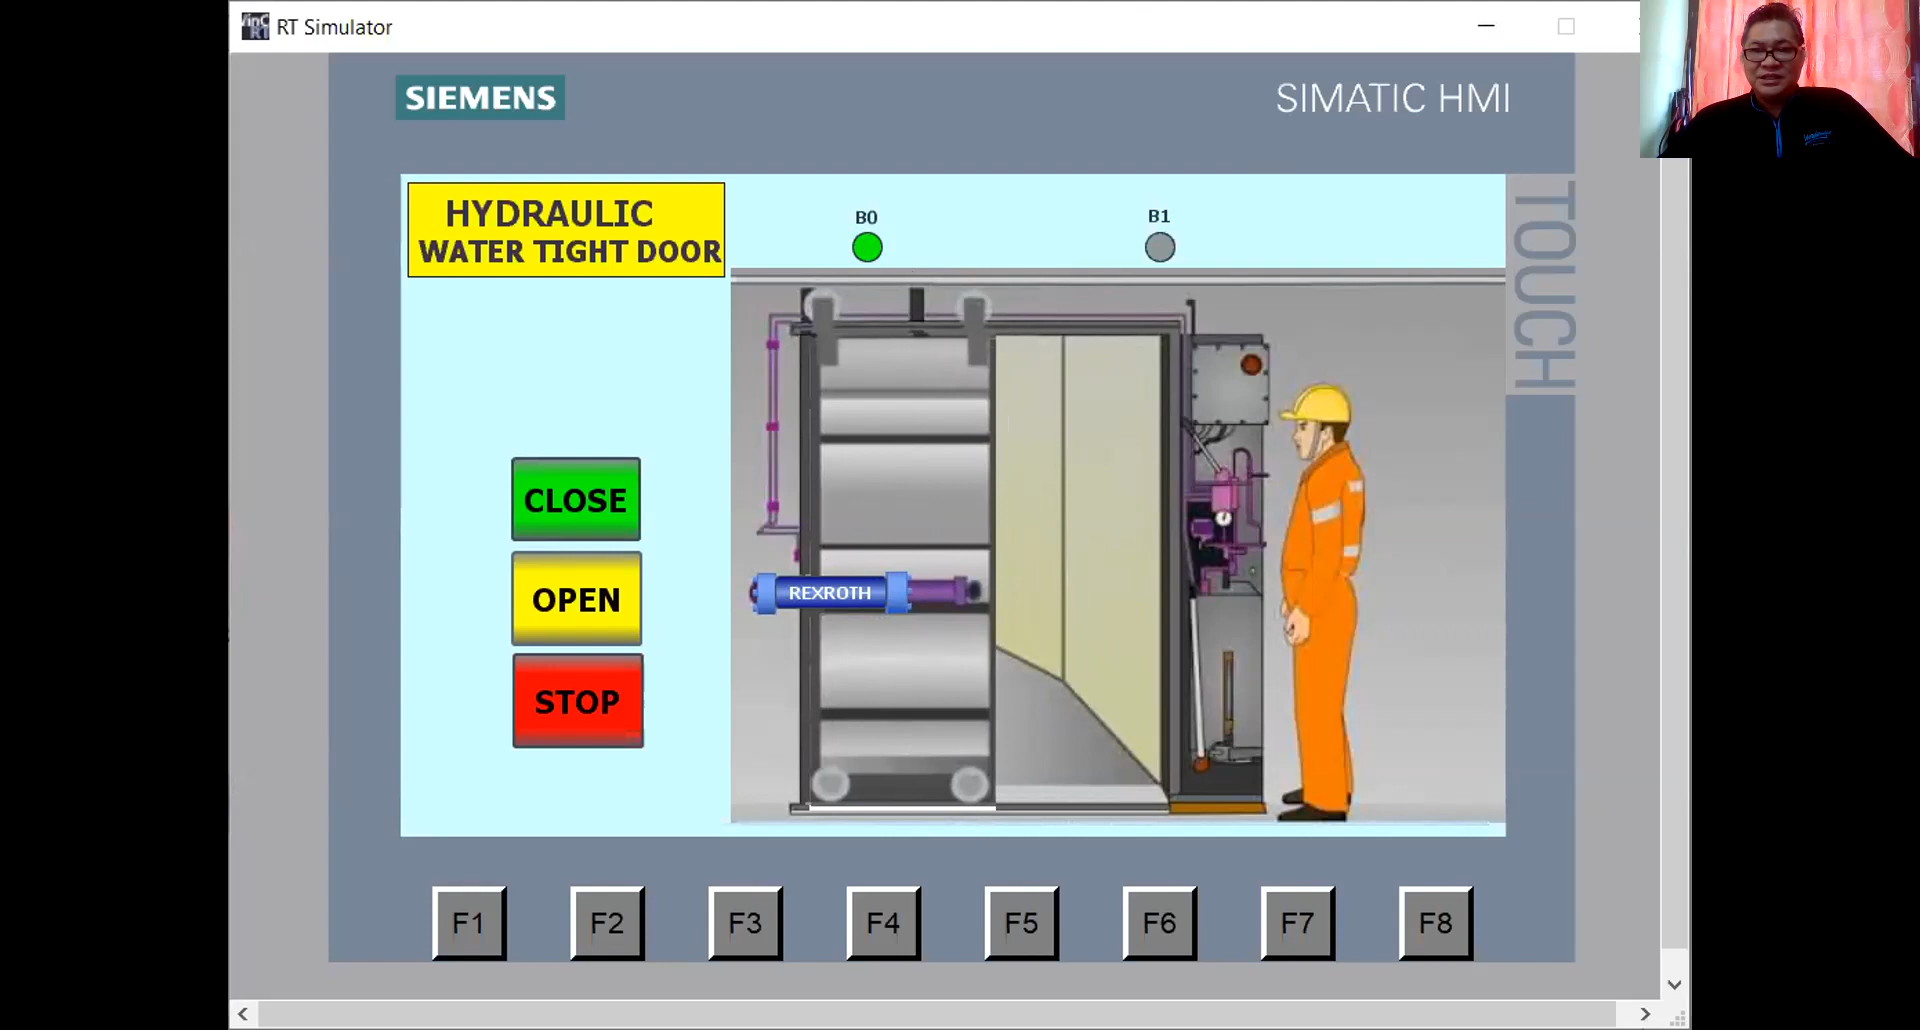 RT Simulator
SIEMENS
SIMATIC HMI
TOUCH
HYDRAULIC
WATER TIGHT DOOR
B0
B1
CLOSE
OPEN
STOP
REXROTH
F1
F2
F3
F4
F5
F6
F7
F8